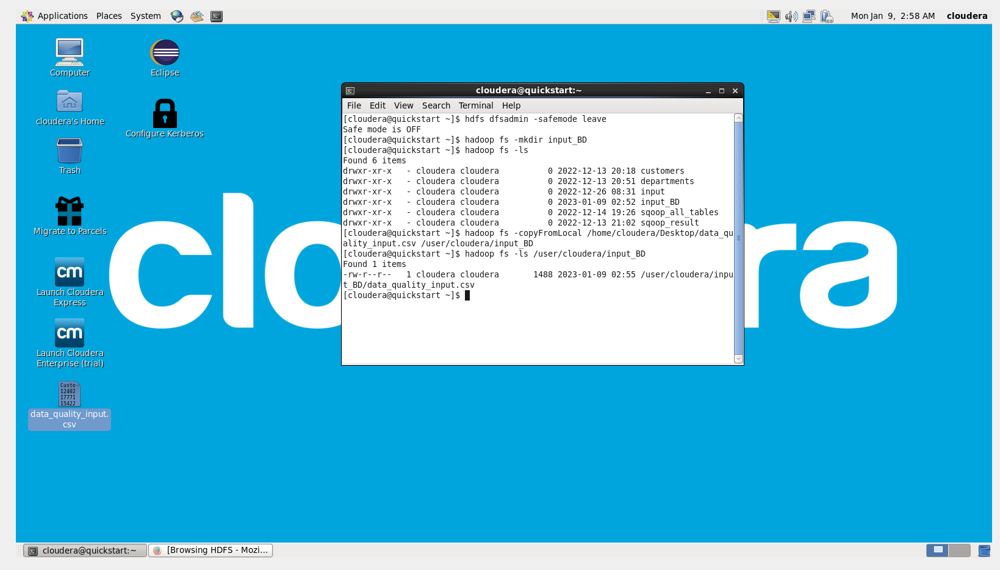 Applications Places System
Mon Jan 9, 2:58 AM cloudera
Computer
Eclipse
cloudera's Home
Configure Kerberos
Trash
Migrate to Parcels
cm
Launch Cloudera
Express
cm
Launch Cloudera
Enterprise (trial)
Custo
12402
17771
15422
data_quality_input.
csv
cloudera
cloudera@quickstart:~
File Edit View Search Terminal Help
[cloudera@quickstart ~]$ hdfs dfsadmin -safemode leave
Safe mode is OFF
[cloudera@quickstart ~]$ hadoop fs -mkdir input_BD
[cloudera@quickstart ~]$ hadoop fs -ls
Found 6 items
drwxr-xr-x   - cloudera cloudera          0 2022-12-13 20:18 customers
drwxr-xr-x   - cloudera cloudera          0 2022-12-13 20:51 departments
drwxr-xr-x   - cloudera cloudera          0 2022-12-26 08:31 input
drwxr-xr-x   - cloudera cloudera          0 2023-01-09 02:52 input_BD
drwxr-xr-x   - cloudera cloudera          0 2022-12-14 19:26 sqoop_all_tables
drwxr-xr-x   - cloudera cloudera          0 2022-12-13 21:02 sqoop_result
[cloudera@quickstart ~]$ hadoop fs -copyFromLocal /home/cloudera/Desktop/data_qu
ality_input.csv /user/cloudera/input_BD
[cloudera@quickstart ~]$ hadoop fs -ls /user/cloudera/input_BD
Found 1 items
-rw-r--r--   1 cloudera cloudera       1488 2023-01-09 02:55 /user/cloudera/inpu
t_BD/data_quality_input.csv
[cloudera@quickstart ~]$
cloudera@quickstart:~
[Browsing HDFS - Mozi...